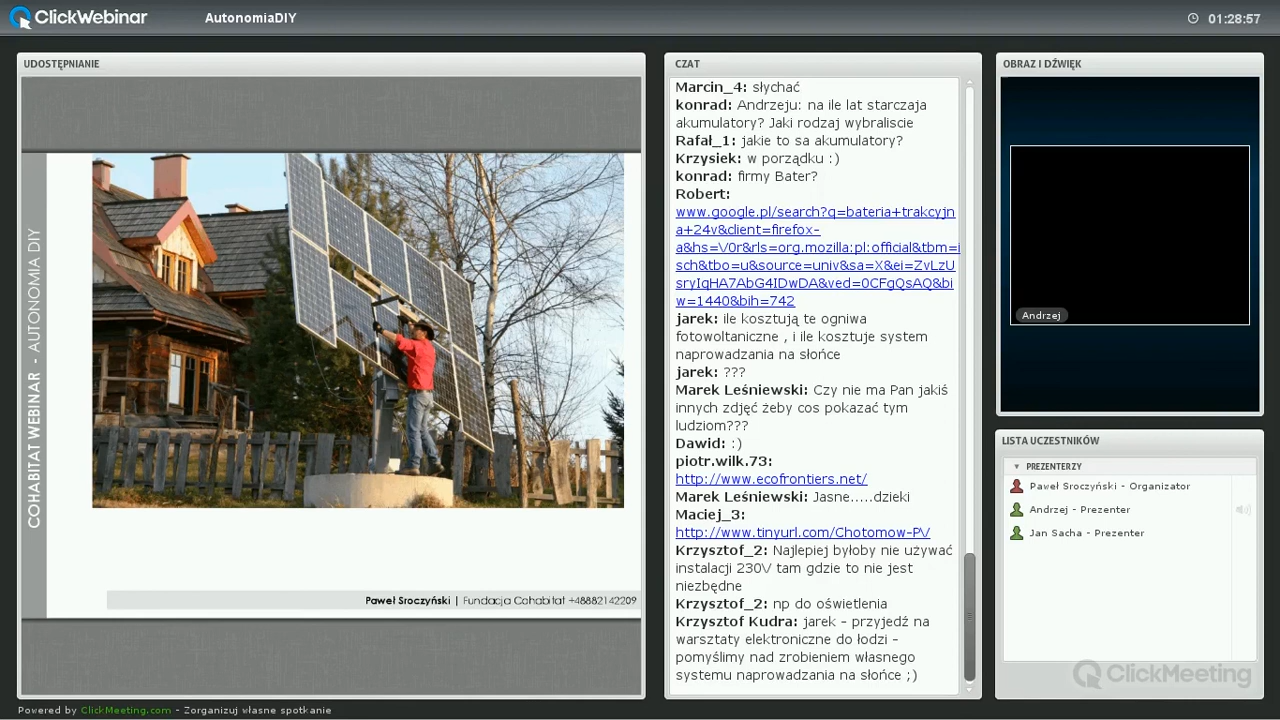 ClickWebinar
AutonomiaDIY
01:28:57
UDOSTĘPNIANIE
COHABITAT WEBINAR - AUTONOMIA DIY
Paweł Sroczyński | Fundacja Cohabitat +48882142209
CZAT
Marcin_4: słychać
konrad: Andrzeju: na ile lat starczaja
akumulatory? Jaki rodzaj wybraliscie
Rafał_1: jakie to sa akumulatory?
Krzysiek: w porządku :)
konrad: firmy Bater?
Robert:
www.google.pl/search?q=bateria+trakcyjn
a+24v&client=firefox-
a&hs=V0r&rls=org.mozilla:pl:official&tbm=i
sch&tbo=u&source=univ&sa=X&ei=ZvLzU
sryIqHA7AbG4IDwDA&ved=0CFgQsAQ&bi
w=1440&bih=742
jarek: ile kosztują te ogniwa
fotowoltaniczne , i ile kosztuje system
naprowadzania na słońce
jarek: ???
Marek Leśniewski: Czy nie ma Pan jakiś
innych zdjęć żeby cos pokazać tym
ludziom???
Dawid: :)
piotr.wilk.73:
http://www.ecofrontiers.net/
Marek Leśniewski: Jasne.....dzieki
Maciej_3:
http://www.tinyurl.com/Chotomow-PV
Krzysztof_2: Najlepiej byłoby nie używać
instalacji 230V tam gdzie to nie jest
niezbędne
Krzysztof_2: np do oświetlenia
Krzysztof Kudra: jarek - przyjedź na
warsztaty elektroniczne do łodzi -
pomyślimy nad zrobieniem własnego
systemu naprowadzania na słońce ;)
OBRAZ I DŹWIĘK
Andrzej
LISTA UCZESTNIKÓW
PREZENTERZY
Paweł Sroczyński - Organizator
Andrzej - Prezenter
Jan Sacha - Prezenter
ClickMeeting
Powered by ClickMeeting.com - Zorganizuj własne spotkanie